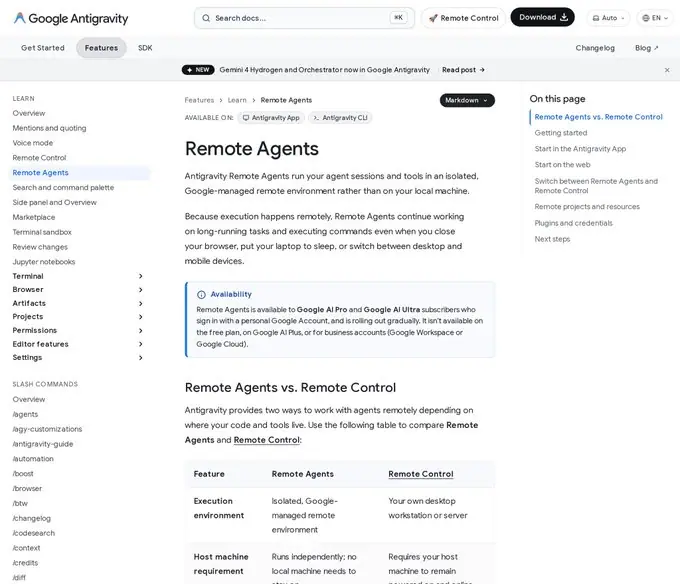 Google Antigravity
Search docs...
⌘K
🚀 Remote Control
Download
Auto
EN
Get Started
Features
SDK
Changelog
Blog ↗
NEW
Gemini 4 Hydrogen and Orchestrator now in Google Antigravity
Read post →
LEARN
Overview
Mentions and quoting
Voice mode
Remote Control
Remote Agents
Search and command palette
Side panel and Overview
Marketplace
Terminal sandbox
Review changes
Jupyter notebooks
Terminal
Browser
Artifacts
Projects
Permissions
Editor features
Settings
SLASH COMMANDS
Overview
/agents
/agy-customizations
/antigravity-guide
/automation
/boost
/browser
/btw
/changelog
/codesearch
/context
/credits
/diff
Features > Learn > Remote Agents
Markdown
AVAILABLE ON:
Antigravity App
Antigravity CLI
Remote Agents
Antigravity Remote Agents run your agent sessions and tools in an isolated,
Google-managed remote environment rather than on your local machine.
Because execution happens remotely, Remote Agents continue working
on long-running tasks and executing commands even when you close
your browser, put your laptop to sleep, or switch between desktop and
mobile devices.
Availability
Remote Agents is available to Google AI Pro and Google AI Ultra subscribers who
sign in with a personal Google Account, and is rolling out gradually. It isn't available on
the free plan, on Google AI Plus, or for business accounts (Google Workspace or
Google Cloud).
Remote Agents vs. Remote Control
Antigravity provides two ways to work with agents remotely depending on
where your code and tools live. Use the following table to compare Remote
Agents and Remote Control:
Feature
Remote Agents
Remote Control
Execution
environment
Isolated, Google-
managed remote
environment
Your own desktop
workstation or server
Host machine
requirement
Runs independently; no
local machine needs to
Requires your host
machine to remain
On this page
Remote Agents vs. Remote Control
Getting started
Start in the Antigravity App
Start on the web
Switch between Remote Agents and
Remote Control
Remote projects and resources
Plugins and credentials
Next steps